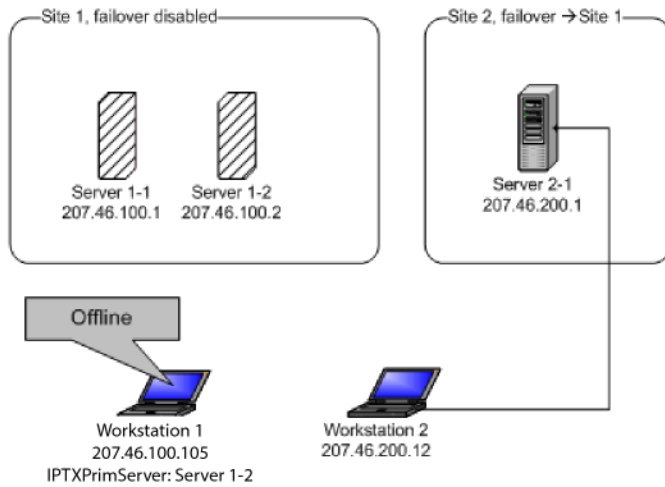 Site 1, failover disabled
Site 2, failover → Site 1
Server 1-1
207.46.100.1
Server 1-2
207.46.100.2
Server 2-1
207.46.200.1
Offline
Workstation 1
207.46.100.105
IPTXPrimServer: Server 1-2
Workstation 2
207.46.200.12